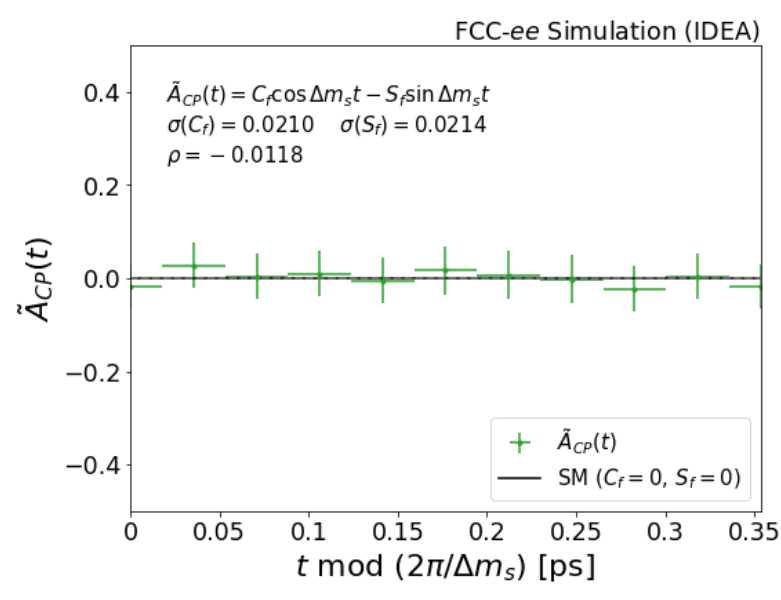 FCC-ee Simulation (IDEA)
Ã_CP(t) = C_f cos Δm_s t − S_f sin Δm_s t
σ(C_f) = 0.0210 σ(S_f) = 0.0214
ρ = − 0.0118
Ã_CP(t)
0.4
0.2
0.0
−0.2
−0.4
Ã_CP(t)
SM (C_f = 0, S_f = 0)
0 0.05 0.1 0.15 0.2 0.25 0.3 0.35
t mod (2π/Δm_s) [ps]